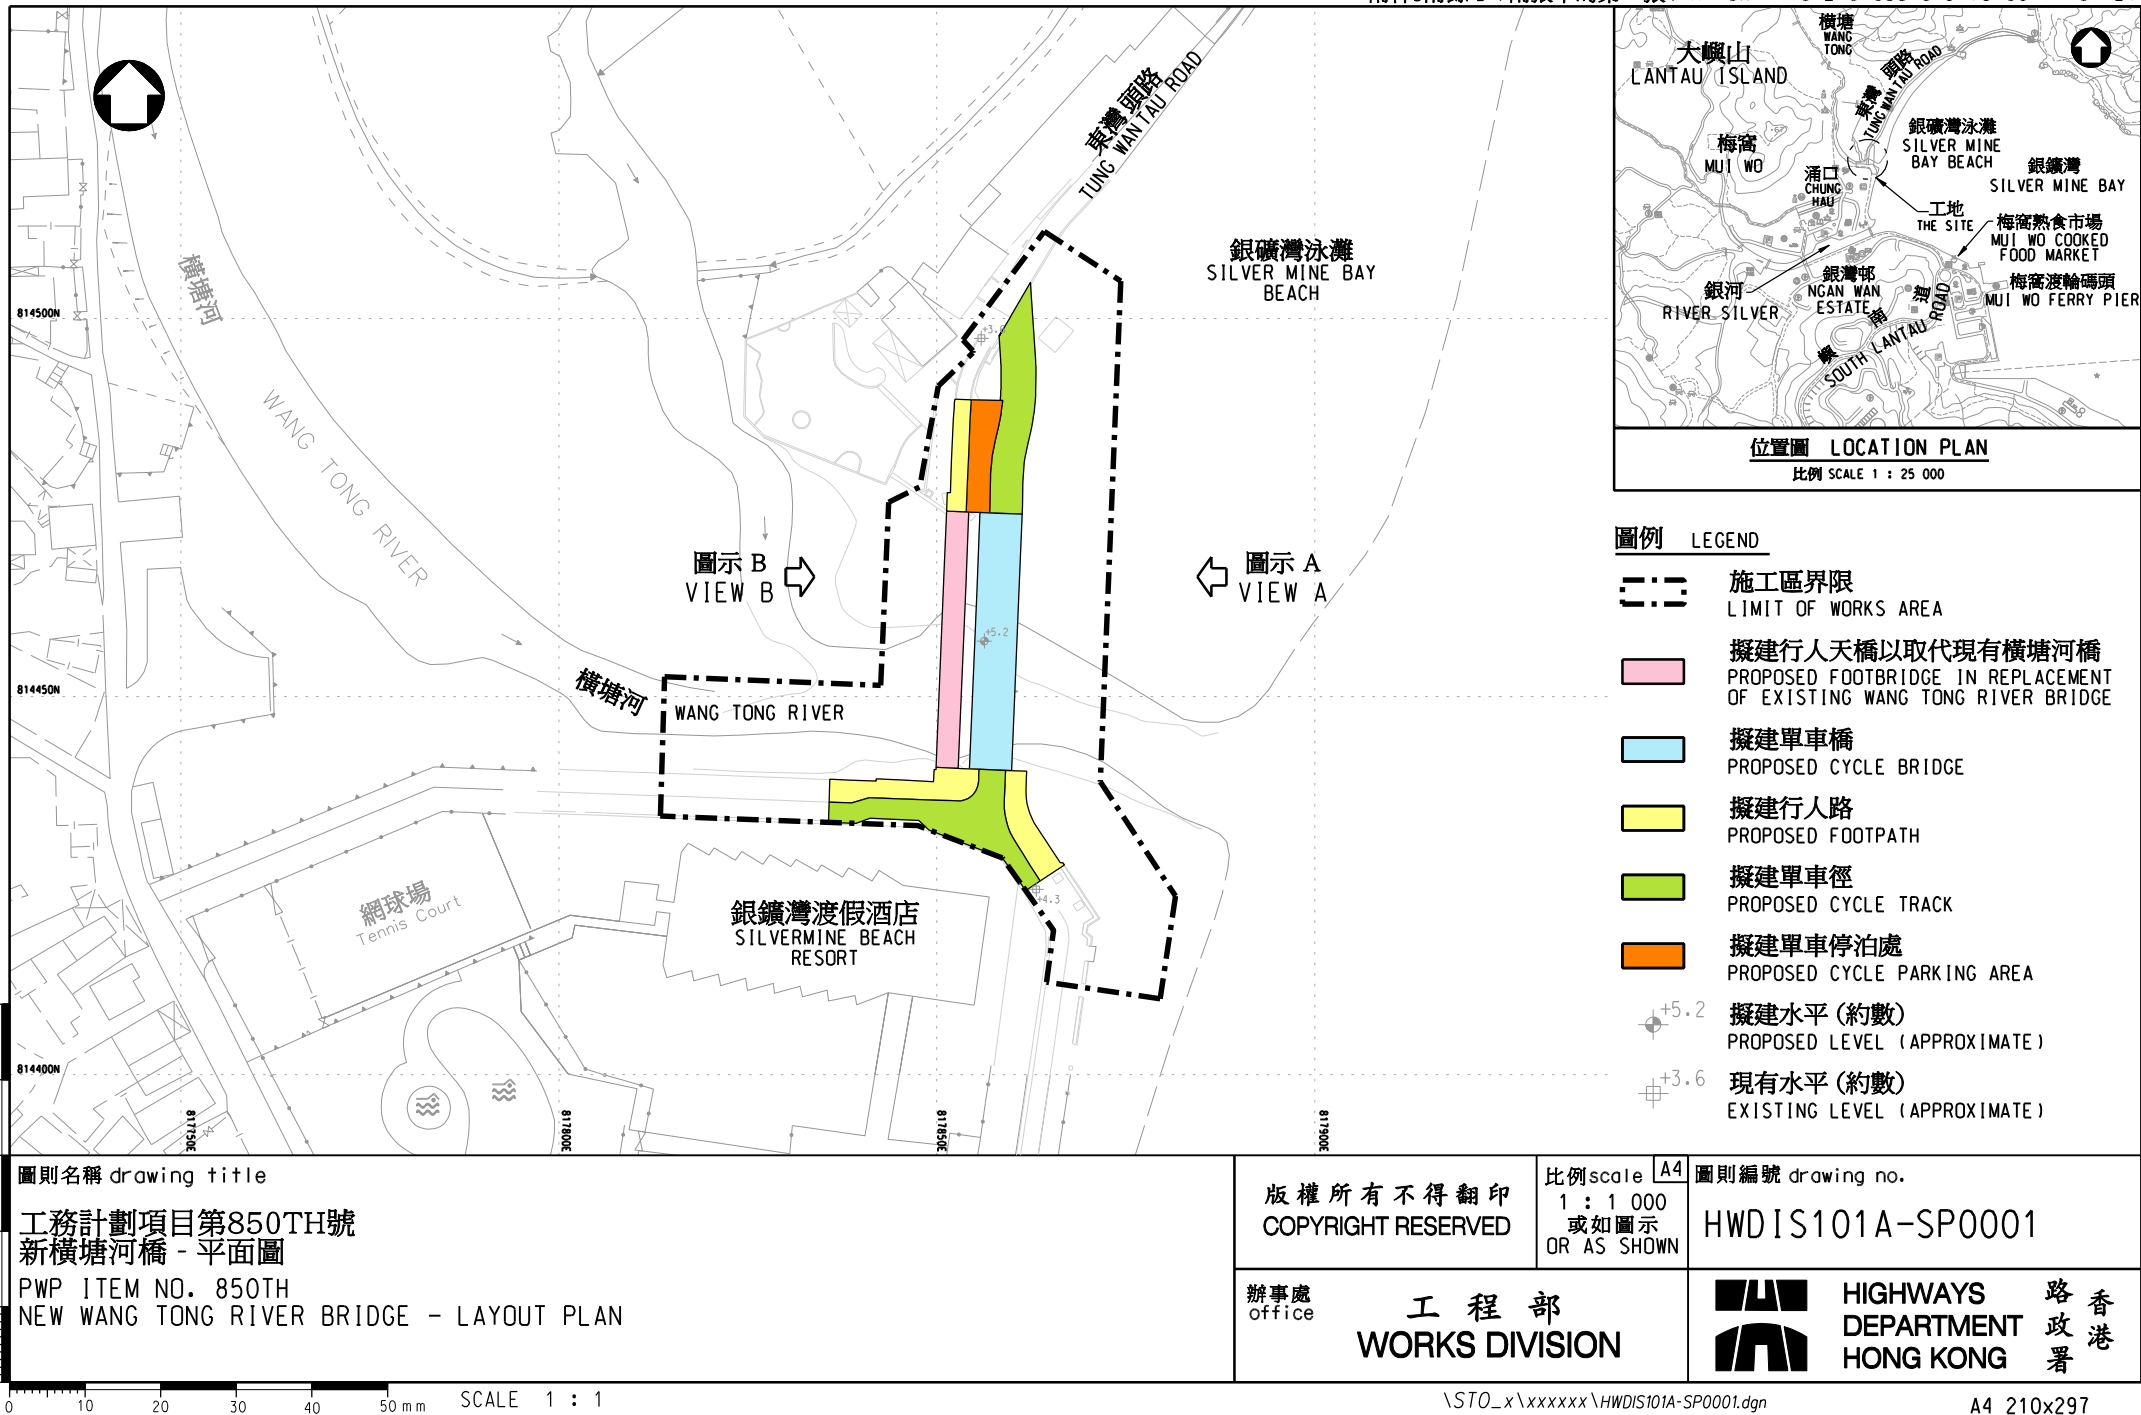 大嶼山
LANTAU ISLAND
橫塘
WANG
TONG
東灣頭路
TUNG WAN TAU ROAD
梅窩
MUI WO
銀礦灣泳灘
SILVER MINE
BAY BEACH
銀鑛灣
SILVER MINE BAY
涌口
CHUNG
HAU
工地
THE SITE
梅窩熟食市場
MUI WO COOKED
FOOD MARKET
銀灣邨
NGAN WAN
ESTATE
梅窩渡輪碼頭
MUI WO FERRY PIER
銀河
RIVER SILVER
嶼南道
SOUTH LANTAU ROAD
位置圖 LOCATION PLAN
比例 SCALE 1 : 25 000
東灣頭路
TUNG WAN TAU ROAD
銀礦灣泳灘
SILVER MINE BAY
BEACH
橫塘河
WANG TONG RIVER
814500N
+3.6
圖示 B
VIEW B
圖示 A
VIEW A
+5.2
814450N
橫塘河
WANG TONG RIVER
網球場
Tennis Court
銀鑛灣渡假酒店
SILVERMINE BEACH
RESORT
+4.3
814400N
817750E
817800E
817850E
817900E
圖例 LEGEND
施工區界限
LIMIT OF WORKS AREA
擬建行人天橋以取代現有橫塘河橋
PROPOSED FOOTBRIDGE IN REPLACEMENT
OF EXISTING WANG TONG RIVER BRIDGE
擬建單車橋
PROPOSED CYCLE BRIDGE
擬建行人路
PROPOSED FOOTPATH
擬建單車徑
PROPOSED CYCLE TRACK
擬建單車停泊處
PROPOSED CYCLE PARKING AREA
+5.2 擬建水平 (約數)
PROPOSED LEVEL (APPROXIMATE)
+3.6 現有水平 (約數)
EXISTING LEVEL (APPROXIMATE)
圖則名稱 drawing title
工務計劃項目第850TH號
新橫塘河橋 - 平面圖
PWP ITEM NO. 850TH
NEW WANG TONG RIVER BRIDGE - LAYOUT PLAN
版權所有不得翻印
COPYRIGHT RESERVED
比例 scale A4
1 : 1 000
或如圖示
OR AS SHOWN
圖則編號 drawing no.
HWDIS101A-SP0001
辦事處
office
工程部
WORKS DIVISION
HIGHWAYS
DEPARTMENT
HONG KONG
香港
路政署
0 10 20 30 40 50 mm
SCALE 1 : 1
\STO_x\xxxxxx\HWDIS101A-SP0001.dgn
A4 210x297